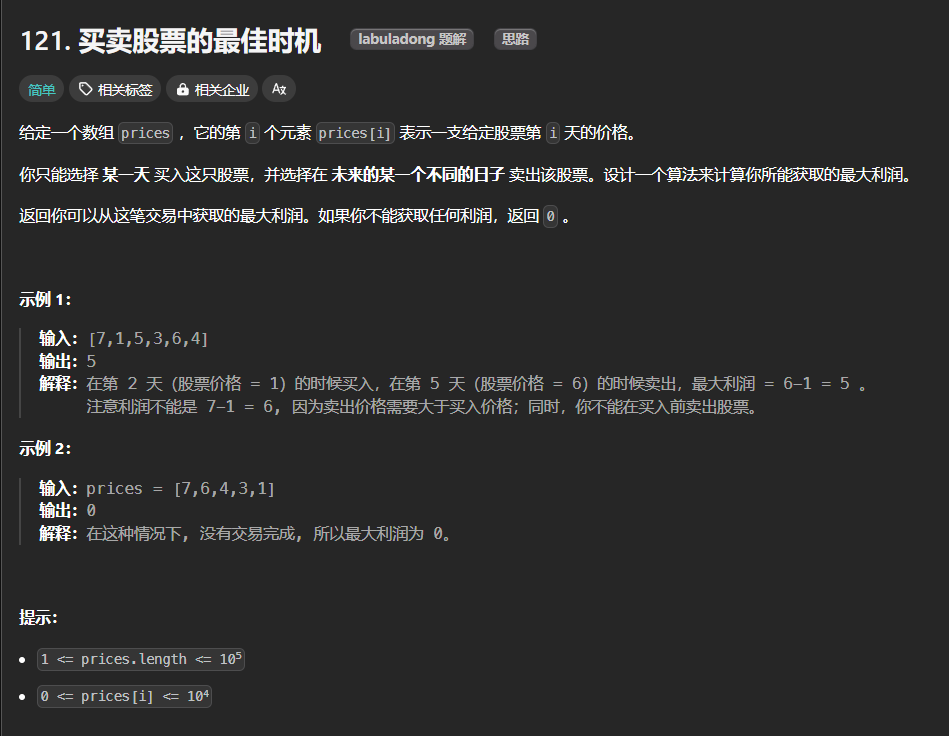 121. 买卖股票的最佳时机 labuladong 题解 思路
简单 相关标签 相关企业 Ax
给定一个数组 prices ，它的第 i 个元素 prices[i] 表示一支给定股票第 i 天的价格。
你只能选择 某一天 买入这只股票，并选择在 未来的某一个不同的日子 卖出该股票。设计一个算法来计算你所能获取的最大利润。
返回你可以从这笔交易中获取的最大利润。如果你不能获取任何利润，返回 0 。
示例 1：
输入：[7,1,5,3,6,4]
输出：5
解释：在第 2 天（股票价格 = 1）的时候买入，在第 5 天（股票价格 = 6）的时候卖出，最大利润 = 6-1 = 5 。
注意利润不能是 7-1 = 6, 因为卖出价格需要大于买入价格；同时，你不能在买入前卖出股票。
示例 2：
输入：prices = [7,6,4,3,1]
输出：0
解释：在这种情况下, 没有交易完成, 所以最大利润为 0。
提示：
1 <= prices.length <= 10⁵
0 <= prices[i] <= 10⁴